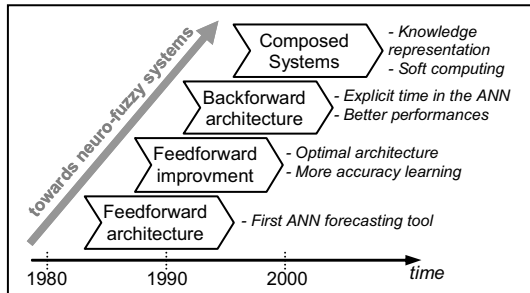 towards neuro-fuzzy systems
Composed
Systems
- Knowledge
representation
- Soft computing
Backforward
architecture
- Explicit time in the ANN
- Better performances
Feedforward
improvment
- Optimal architecture
- More accuracy learning
Feedforward
architecture
- First ANN forecasting tool
1980
1990
2000
time